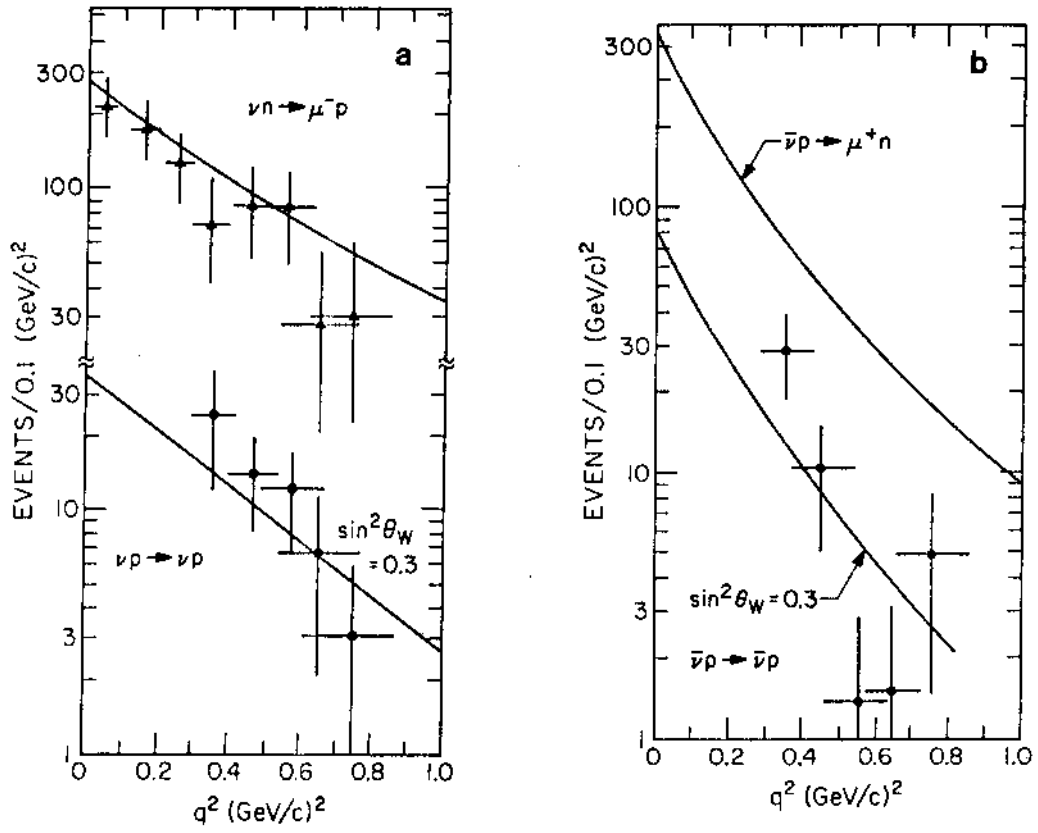 a
300
νn→μ⁻p
100
30
EVENTS/0.1 (GeV/c)²
30
10
sin²θ_W
= 0.3
νp→νp
3
1
0 0.2 0.4 0.6 0.8 1.0
q² (GeV/c)²
b
300
ν̄p→μ⁺n
100
EVENTS/0.1 (GeV/c)²
30
10
sin²θ_W = 0.3
3
ν̄p→ν̄p
1
0 0.2 0.4 0.6 0.8 1.0
q² (GeV/c)²